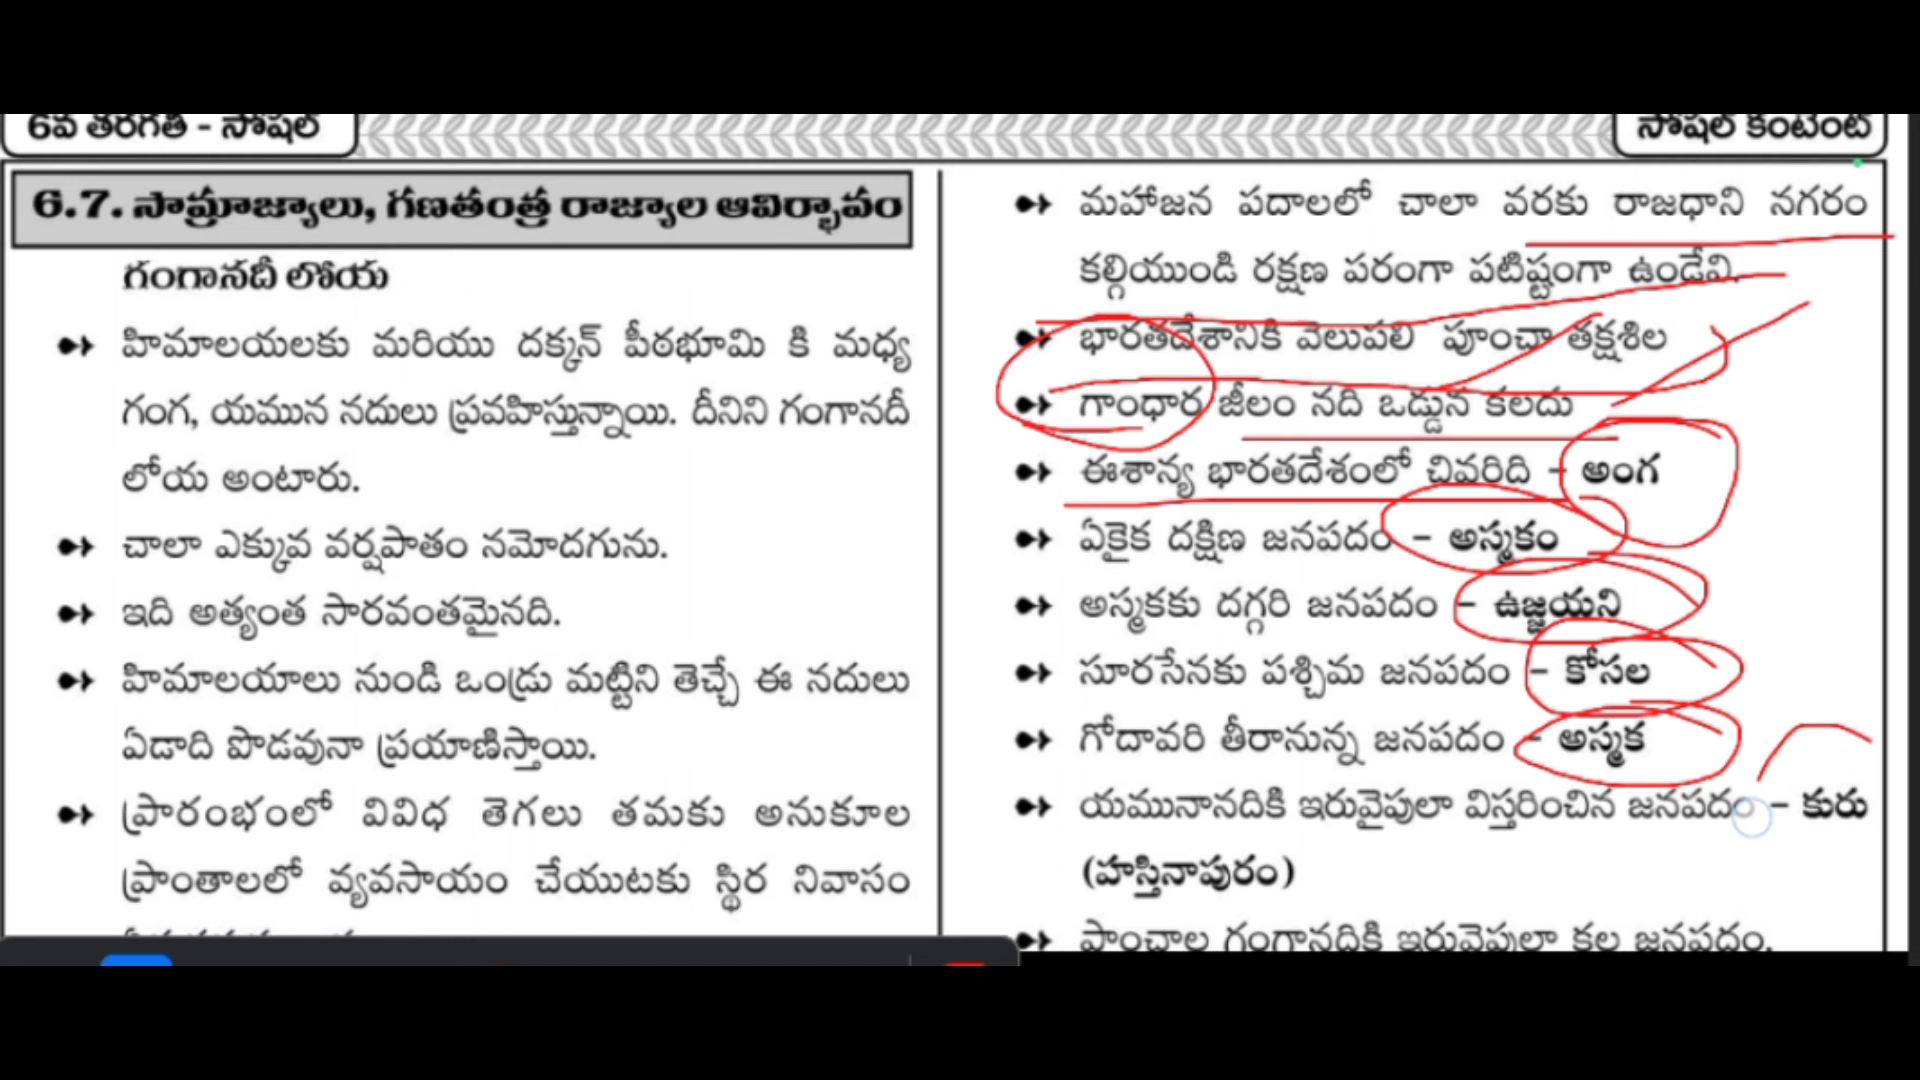 6వ తరగతి - సోషల్
సోషల్ కంటెంట్
6.7. సామ్రాజ్యాలు, గణతంత్ర రాజ్యాల ఆవిర్భావం
గంగానదీ లోయ
హిమాలయలకు మరియు దక్కన్ పీఠభూమి కి మధ్య
గంగ, యమున నదులు ప్రవహిస్తున్నాయి. దీనిని గంగానదీ
లోయ అంటారు.
చాలా ఎక్కువ వర్షపాతం నమోదగును.
ఇది అత్యంత సారవంతమైనది.
హిమాలయాలు నుండి ఒండ్రు మట్టిని తెచ్చే ఈ నదులు
ఏడాది పొడవునా ప్రయాణిస్తాయి.
ప్రారంభంలో వివిధ తెగలు తమకు అనుకూల
ప్రాంతాలలో వ్యవసాయం చేయుటకు స్థిర నివాసం
మహాజన పదాలలో చాలా వరకు రాజధాని నగరం
కల్గియుండి రక్షణ పరంగా పటిష్టంగా ఉండేవి.
భారతదేశానికి వెలుపలి పూంచా తక్షశిల
గాంధార జీలం నది ఒడ్డున కలదు
ఈశాన్య భారతదేశంలో చివరిది - అంగ
ఏకైక దక్షిణ జనపదం - అస్మకం
అస్మకకు దగ్గరి జనపదం - ఉజ్జయని
సూరసేనకు పశ్చిమ జనపదం - కోసల
గోదావరి తీరానున్న జనపదం - అస్మక
యమునానదికి ఇరువైపులా విస్తరించిన జనపదం - కురు
(హస్తినాపురం)
పాంచాల గంగానదికి ఇరువైపులా కల జనపదం.